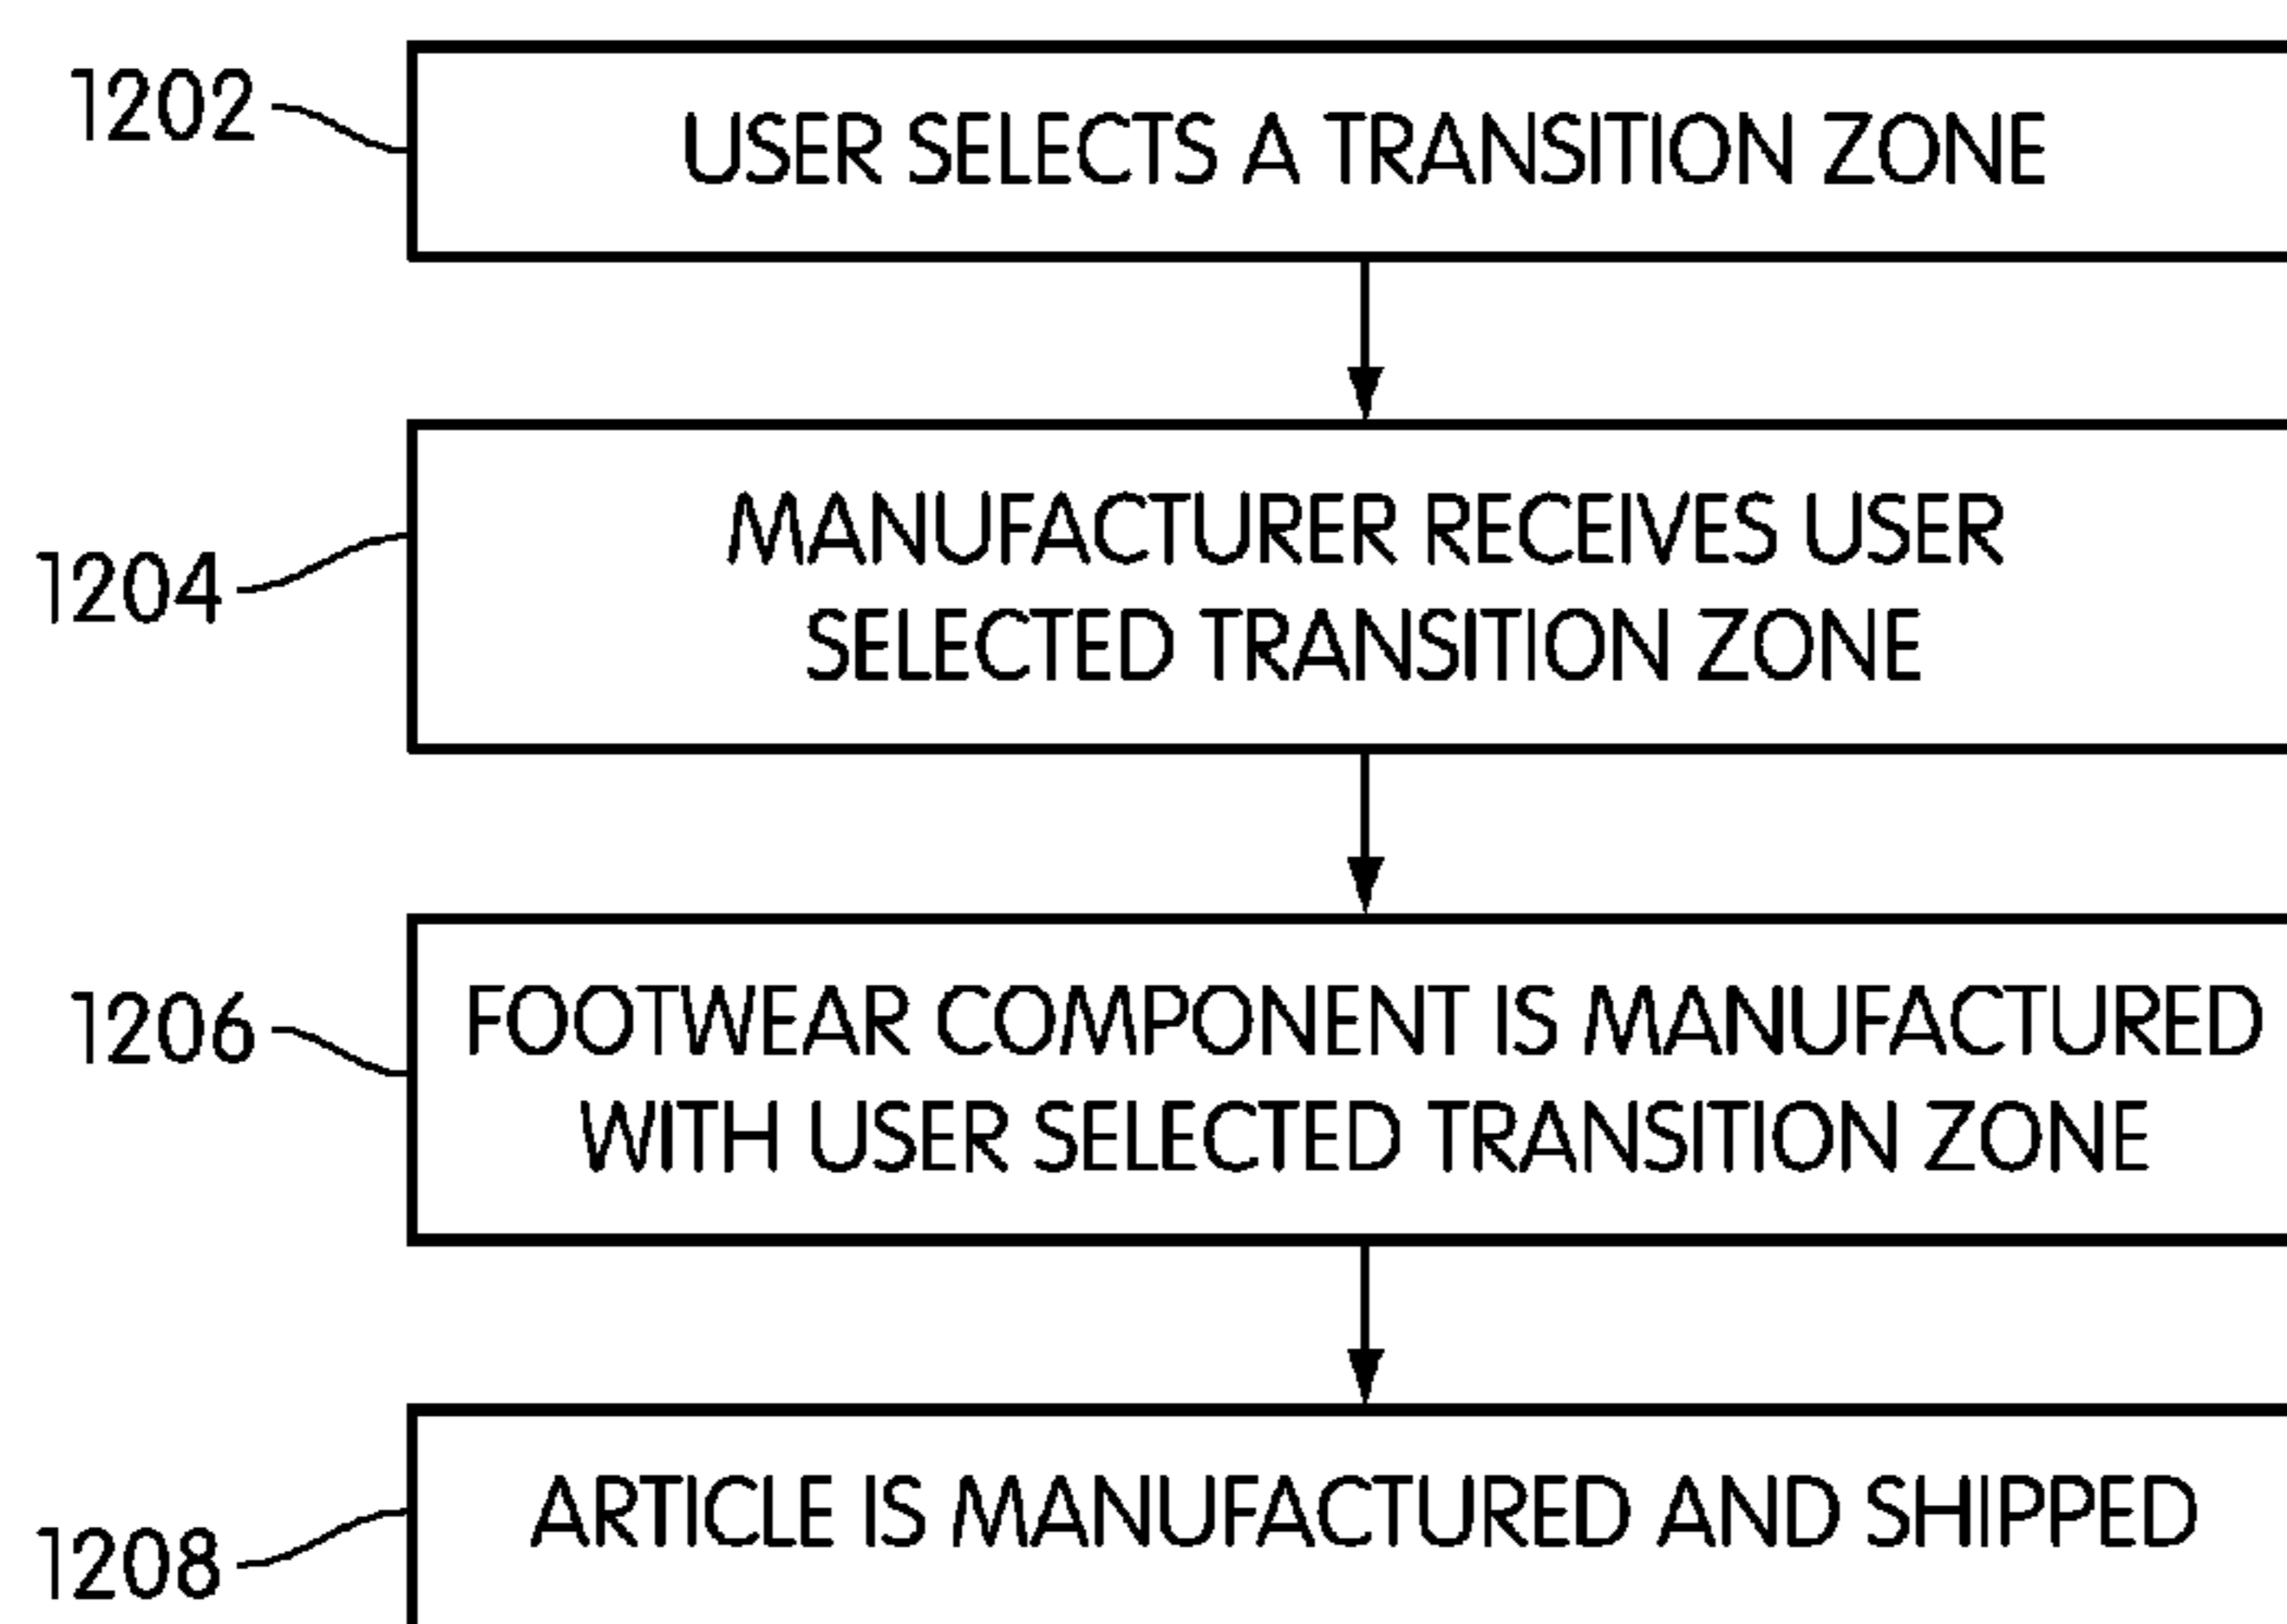 1202
USER SELECTS A TRANSITION ZONE
1204
MANUFACTURER RECEIVES USER
SELECTED TRANSITION ZONE
1206
FOOTWEAR COMPONENT IS MANUFACTURED
WITH USER SELECTED TRANSITION ZONE
1208
ARTICLE IS MANUFACTURED AND SHIPPED